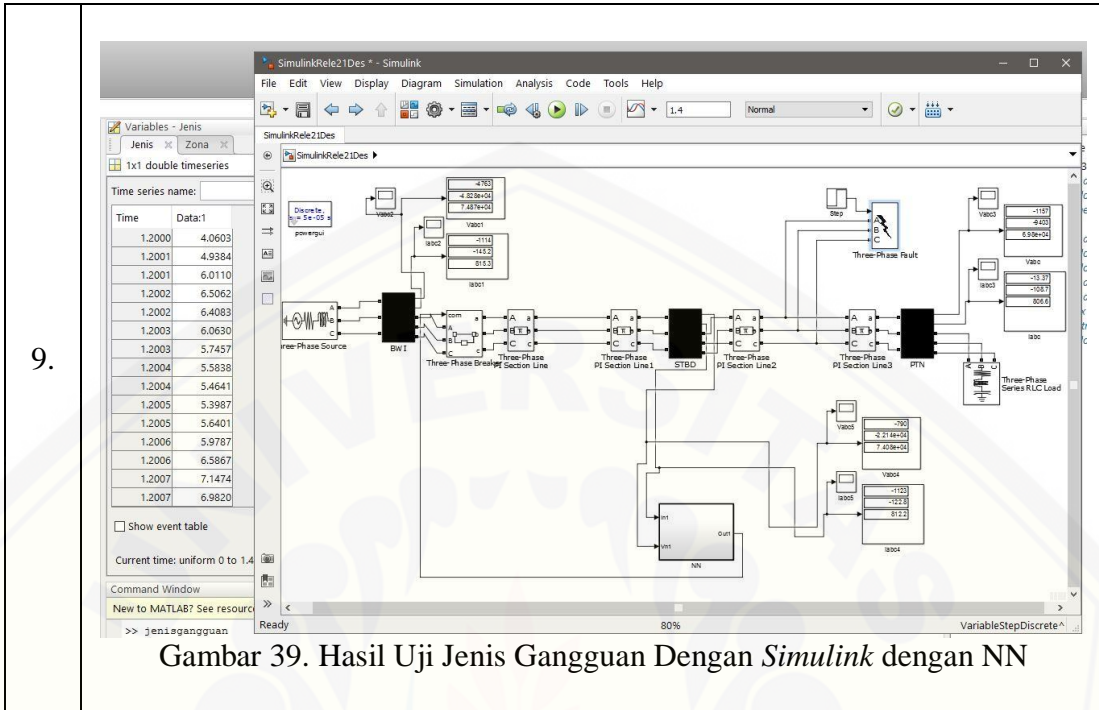 9.
SimulinkRele21Des * - Simulink
File Edit View Display Diagram Simulation Analysis Code Tools Help
1.4
Normal
SimulinkRele21Des
SimulinkRele21Des
Variables - Jenis
Jenis
Zona
1x1 double timeseries
Time series name:
Time Data:1
1.2000 4.0603
1.2001 4.9384
1.2001 6.0110
1.2002 6.5062
1.2002 6.4083
1.2003 6.0630
1.2003 5.7457
1.2004 5.5838
1.2004 5.4641
1.2005 5.3987
1.2005 5.6401
1.2006 5.9787
1.2006 6.5867
1.2007 7.1474
1.2007 6.9820
Show event table
Current time: uniform 0 to 1.4
Command Window
New to MATLAB? See resourc
>> jenisgangguan
Discrete,
s = 5e-05 s
powergui
Vabc2
-4763
-4.828e+04
7.487e+04
Vabc1
Iabc2
-1114
-145.2
815.3
Iabc1
Step
A
B
C
Three-Phase Fault
Vabc3
-1157
-9403
6.98e+04
Vabc
Iabc3
-13.37
-108.7
806.6
Iabc
A
B
C
ree-Phase Source
BWI
com
A a
B b
C c
Three-Phase Breaker
A a
B b
C c
Three-Phase
PI Section Line
A a
B b
C c
Three-Phase
PI Section Line1
STBD
A a
B b
C c
Three-Phase
PI Section Line2
A a
B b
C c
Three-Phase
PI Section Line3
PTN
A B C
Three-Phase
Series RLC Load
Vabc5
-790
-2.214e+04
7.408e+04
Vabc4
Iabc5
-1123
-122.8
812.2
Iabc4
In1
Vn1
Out1
NN
Ready
80%
VariableStepDiscrete
Gambar 39. Hasil Uji Jenis Gangguan Dengan Simulink dengan NN